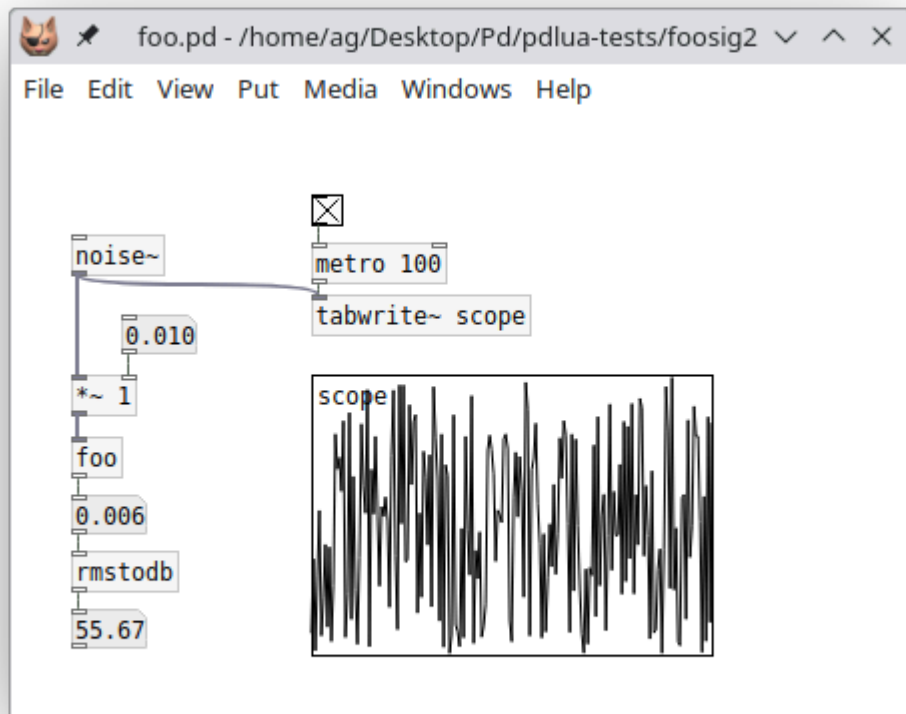 foo.pd - /home/ag/Desktop/Pd/pdlua-tests/foosig2
File Edit View Put Media Windows Help
noise~
metro 100
tabwrite~ scope
0.010
*~ 1
scope
foo
0.006
rmstodb
55.67